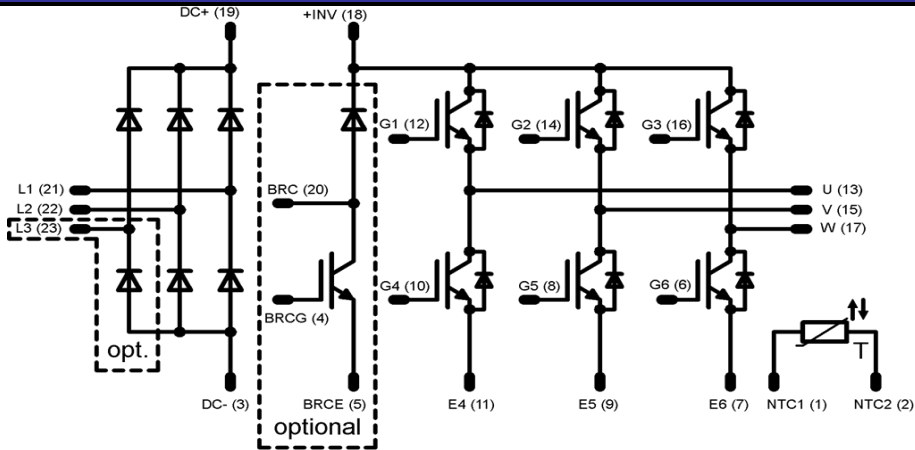 DC+ (19)
+INV (18)
G1 (12)
G2 (14)
G3 (16)
L1 (21)
BRC (20)
U (13)
L2 (22)
V (15)
L3 (23)
W (17)
G4 (10)
G5 (8)
G6 (6)
BRCG (4)
opt.
T
DC- (3)
BRCE (5)
E4 (11)
E5 (9)
E6 (7)
NTC1 (1)
NTC2 (2)
optional